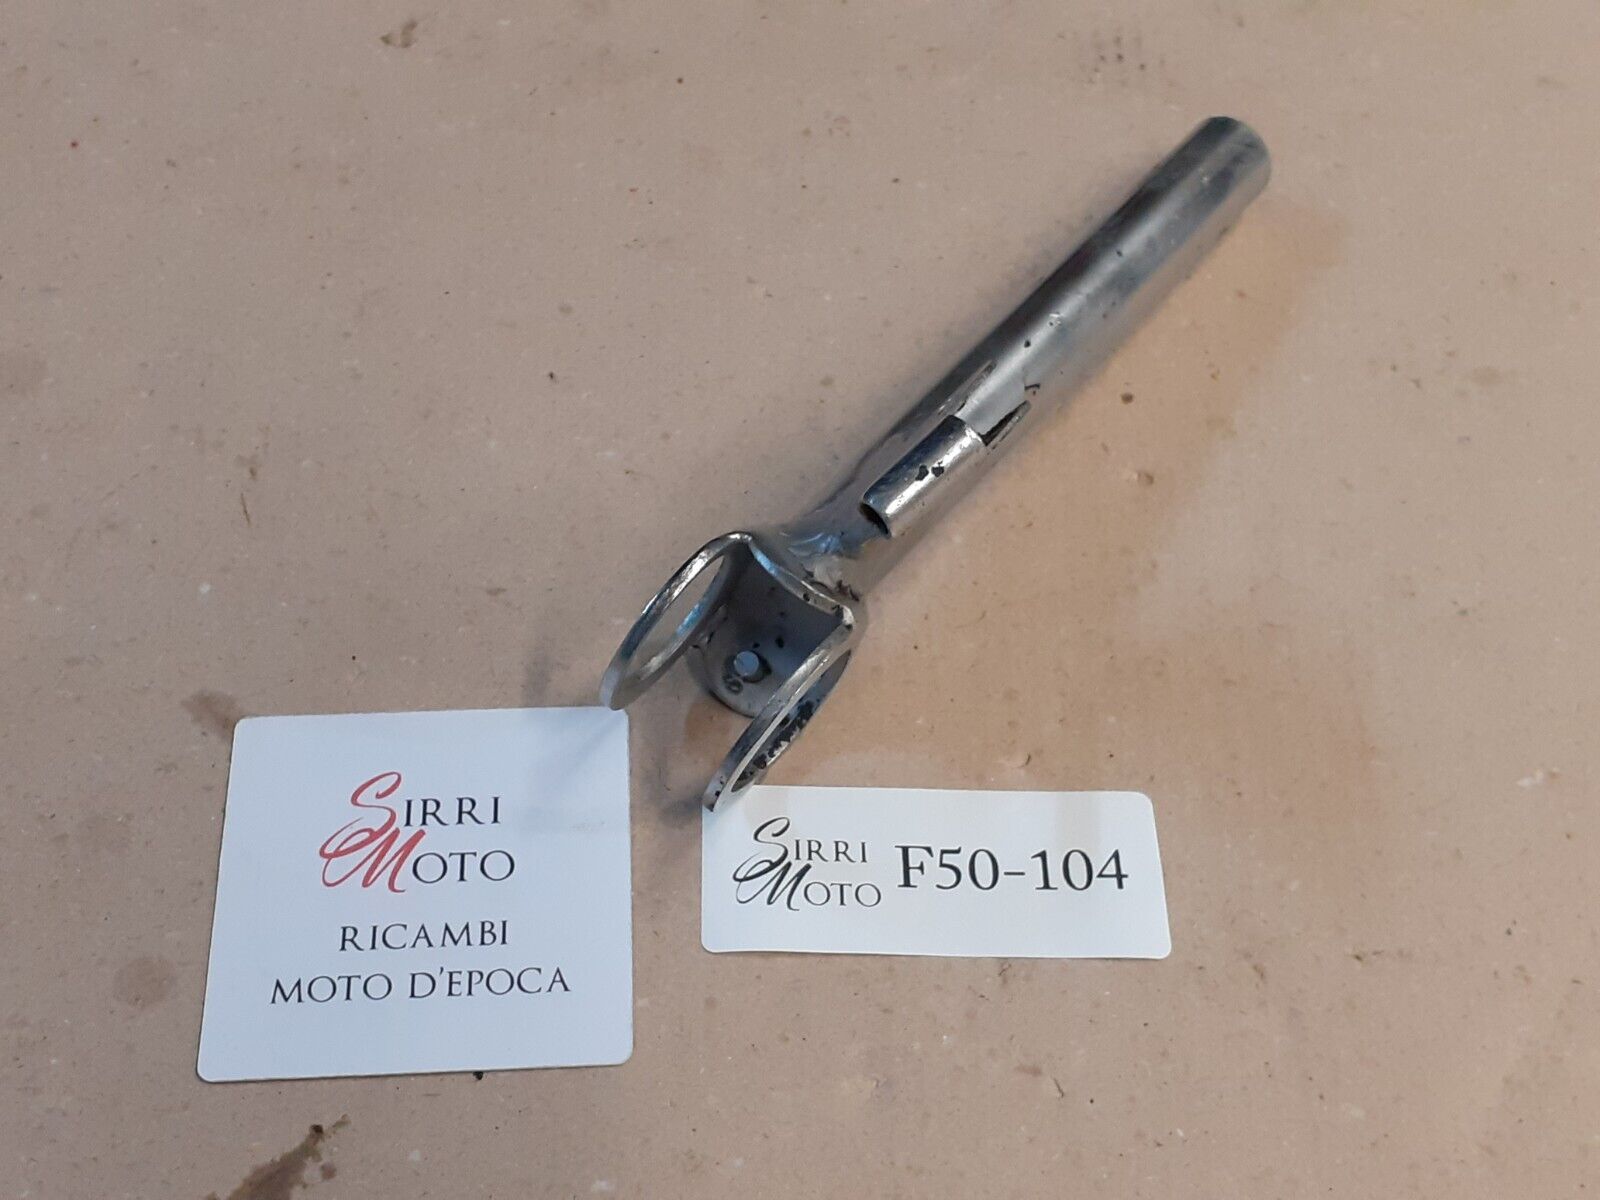 SIRRI
MOTO
RICAMBI
MOTO D'EPOCA
SIRRI
MOTO
F50-104